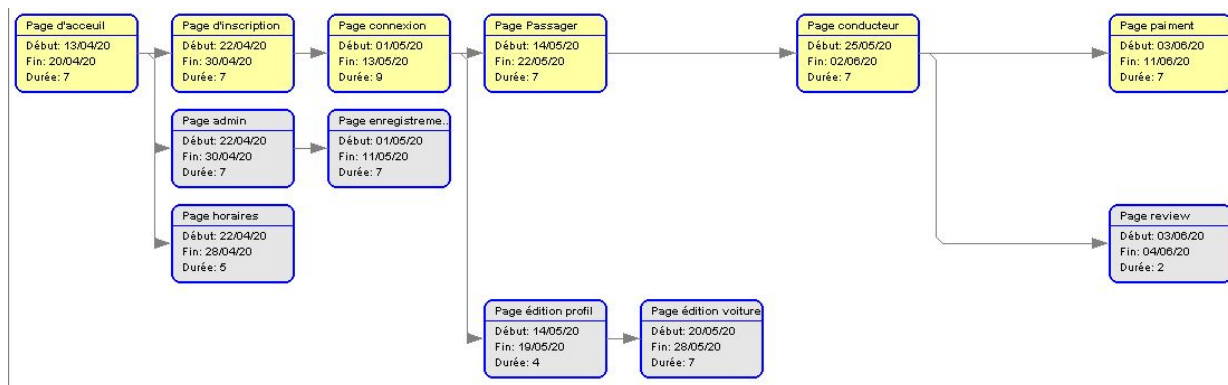 Page d'acceuil
Début: 13/04/20
Fin: 20/04/20
Durée: 7
Page d'inscription
Début: 22/04/20
Fin: 30/04/20
Durée: 7
Page connexion
Début: 01/05/20
Fin: 13/05/20
Durée: 9
Page Passager
Début: 14/05/20
Fin: 22/05/20
Durée: 7
Page conducteur
Début: 25/05/20
Fin: 02/06/20
Durée: 7
Page paiment
Début: 03/06/20
Fin: 11/06/20
Durée: 7
Page admin
Début: 22/04/20
Fin: 30/04/20
Durée: 7
Page enregistreme..
Début: 01/05/20
Fin: 11/05/20
Durée: 7
Page horaires
Début: 22/04/20
Fin: 28/04/20
Durée: 5
Page review
Début: 03/06/20
Fin: 04/06/20
Durée: 2
Page édition profil
Début: 14/05/20
Fin: 19/05/20
Durée: 4
Page édition voiture
Début: 20/05/20
Fin: 28/05/20
Durée: 7